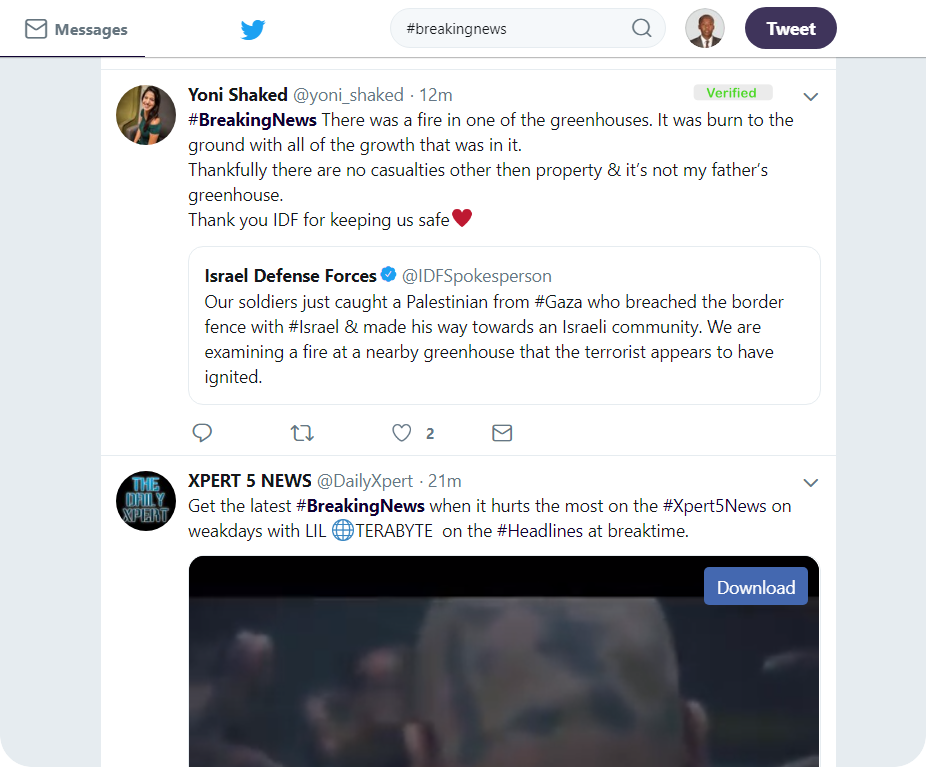 Messages
#breakingnews
Tweet
Yoni Shaked @yoni_shaked · 12m
Verified
#BreakingNews There was a fire in one of the greenhouses. It was burn to the
ground with all of the growth that was in it.
Thankfully there are no casualties other then property & it’s not my father’s
greenhouse.
Thank you IDF for keeping us safe♥
Israel Defense Forces @IDFSpokesperson
Our soldiers just caught a Palestinian from #Gaza who breached the border
fence with #Israel & made his way towards an Israeli community. We are
examining a fire at a nearby greenhouse that the terrorist appears to have
ignited.
2
THE
DAILY
XPERT
XPERT 5 NEWS @DailyXpert · 21m
Get the latest #BreakingNews when it hurts the most on the #Xpert5News on
weakdays with LIL 🌐TERABYTE on the #Headlines at breaktime.
Download